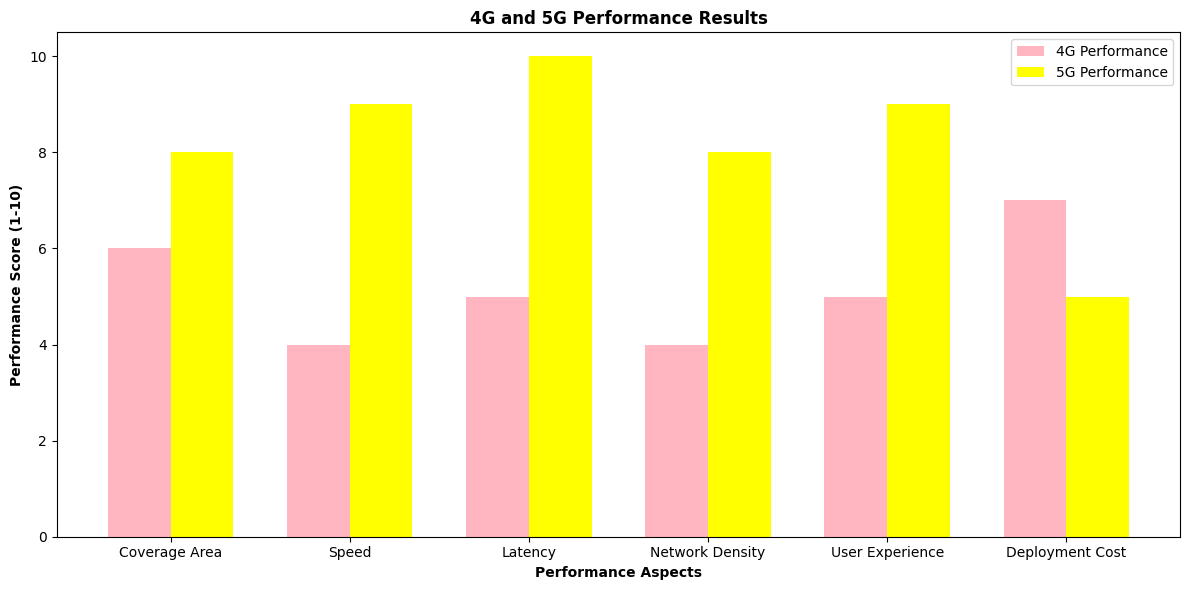 4G and 5G Performance Results
4G Performance
5G Performance
Performance Score (1-10)
10
8
6
4
2
0
Coverage Area
Speed
Latency
Network Density
User Experience
Deployment Cost
Performance Aspects